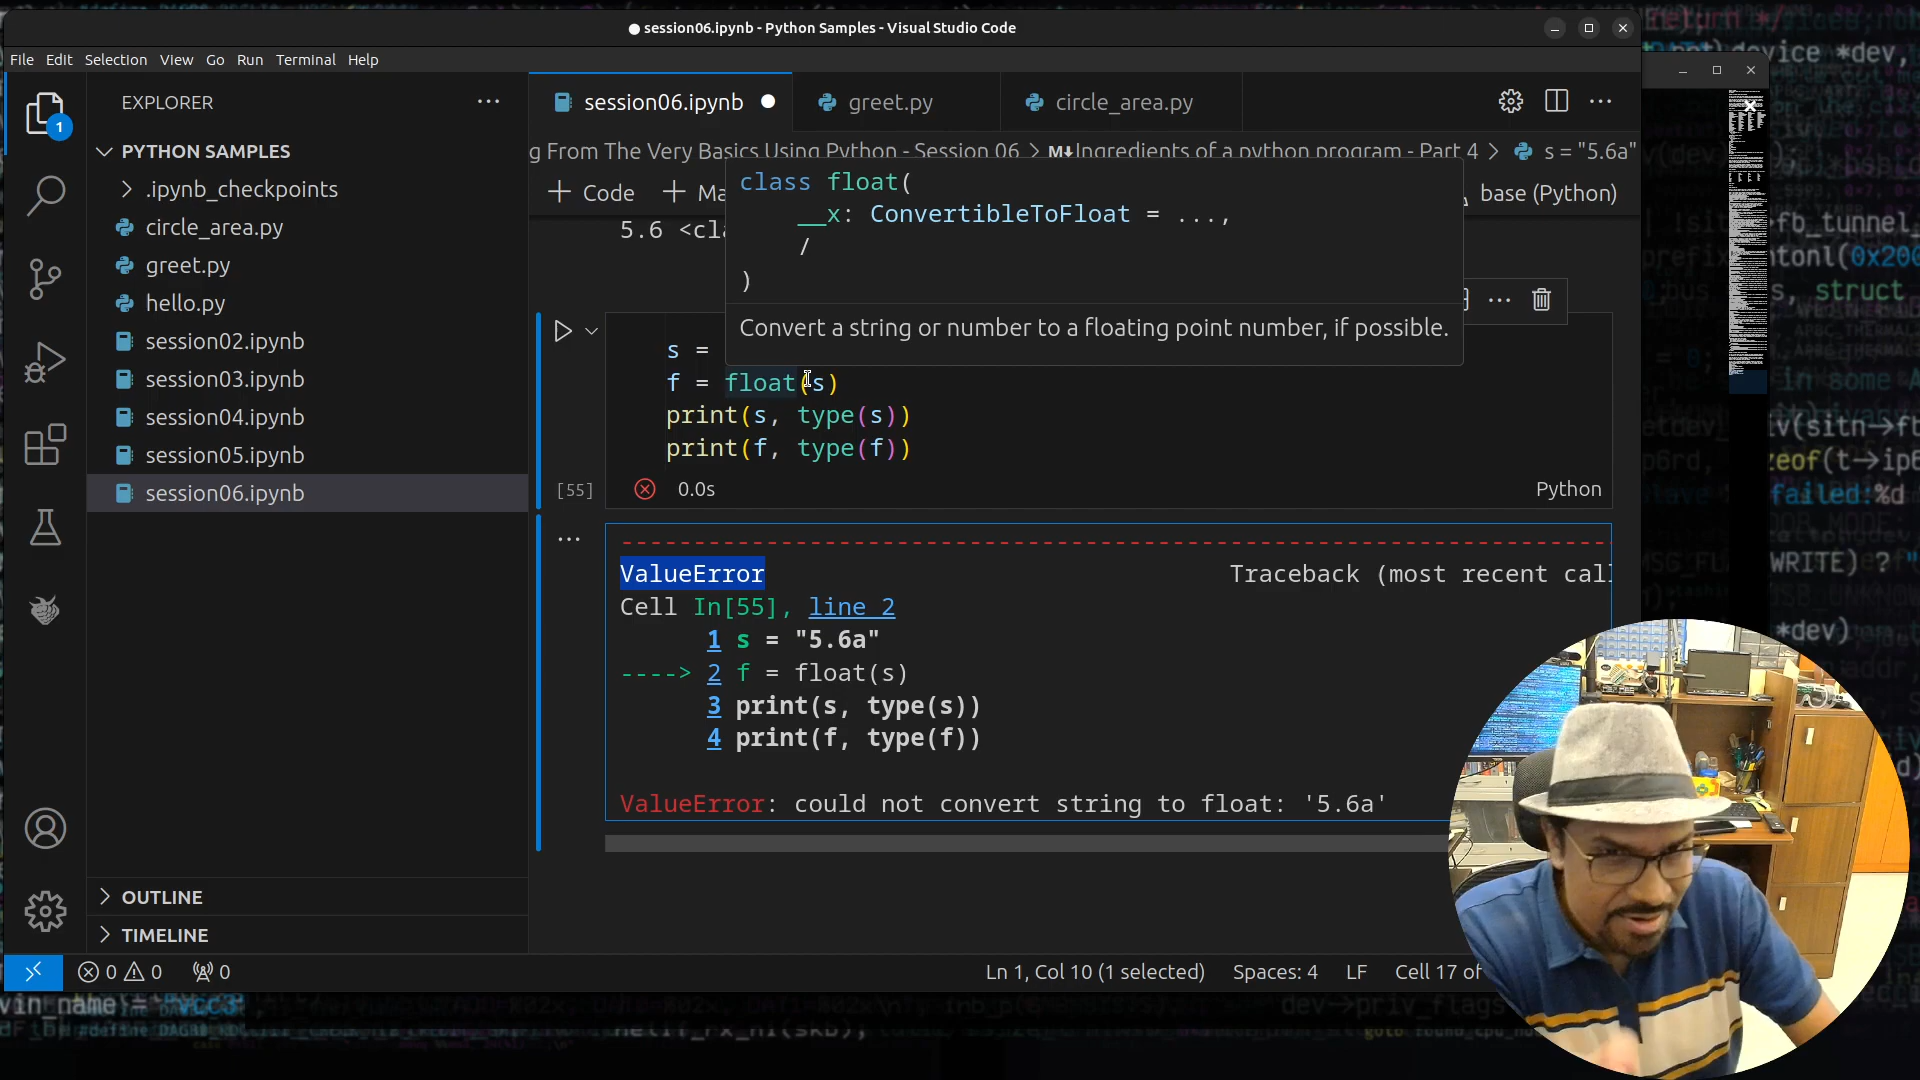 session06.ipynb - Python Samples - Visual Studio Code
File Edit Selection View Go Run Terminal Help
EXPLORER
session06.ipynb
greet.py
circle_area.py
1
PYTHON SAMPLES
g From The Very Basics Using Python - Session 06 > M↓ Ingredients of a python program - Part 4 > s = "5.6a"
.ipynb_checkpoints
circle_area.py
greet.py
hello.py
session02.ipynb
session03.ipynb
session04.ipynb
session05.ipynb
session06.ipynb
OUTLINE
TIMELINE
+ Code + Ma
base (Python)
class float(
__x: ConvertibleToFloat = ...,
/
)
Convert a string or number to a floating point number, if possible.
5.6 <cla
s =
f = float(s)
print(s, type(s))
print(f, type(f))
[55]
0.0s
Python
ValueError Traceback (most recent call
Cell In[55], line 2
1 s = "5.6a"
----> 2 f = float(s)
3 print(s, type(s))
4 print(f, type(f))
ValueError: could not convert string to float: '5.6a'
0 0 0
Ln 1, Col 10 (1 selected) Spaces: 4 LF Cell 17 of